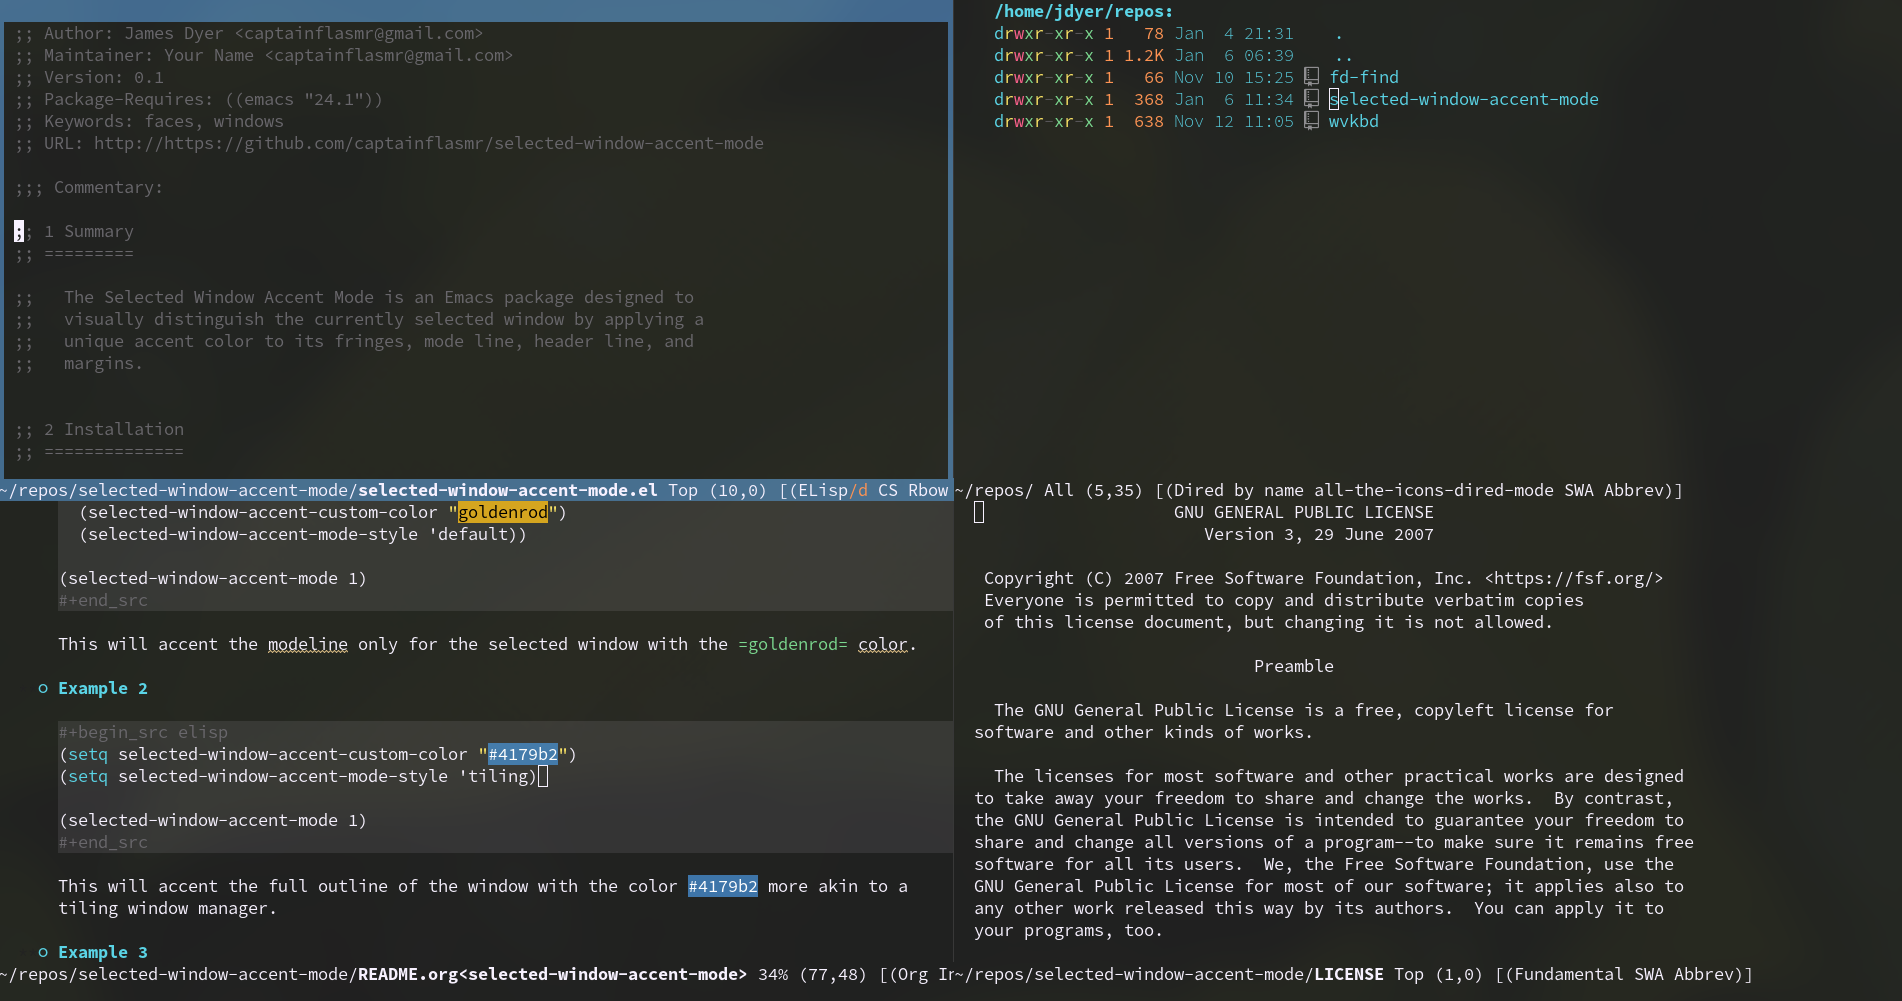 ;; Author: James Dyer <captainflasmr@gmail.com>
;; Maintainer: Your Name <captainflasmr@gmail.com>
;; Version: 0.1
;; Package-Requires: ((emacs "24.1"))
;; Keywords: faces, windows
;; URL: http://https://github.com/captainflasmr/selected-window-accent-mode
;;; Commentary:
;; 1 Summary
;; =========
;;   The Selected Window Accent Mode is an Emacs package designed to
;;   visually distinguish the currently selected window by applying a
;;   unique accent color to its fringes, mode line, header line, and
;;   margins.
;; 2 Installation
;; ==============
~/repos/selected-window-accent-mode/selected-window-accent-mode.el Top (10,0) [(ELisp/d CS Rbow
/home/jdyer/repos:
drwxr-xr-x 1   78 Jan  4 21:31    .
drwxr-xr-x 1 1.2K Jan  6 06:39    ..
drwxr-xr-x 1   66 Nov 10 15:25 fd-find
drwxr-xr-x 1  368 Jan  6 11:34 selected-window-accent-mode
drwxr-xr-x 1  638 Nov 12 11:05 wvkbd
~/repos/ All (5,35) [(Dired by name all-the-icons-dired-mode SWA Abbrev)]
(selected-window-accent-custom-color "goldenrod")
(selected-window-accent-mode-style 'default))
(selected-window-accent-mode 1)
#+end_src
This will accent the modeline only for the selected window with the =goldenrod= color.
Example 2
#+begin_src elisp
(setq selected-window-accent-custom-color "#4179b2")
(setq selected-window-accent-mode-style 'tiling)
(selected-window-accent-mode 1)
#+end_src
This will accent the full outline of the window with the color #4179b2 more akin to a
tiling window manager.
Example 3
~/repos/selected-window-accent-mode/README.org<selected-window-accent-mode> 34% (77,48) [(Org In
GNU GENERAL PUBLIC LICENSE
Version 3, 29 June 2007
Copyright (C) 2007 Free Software Foundation, Inc. <https://fsf.org/>
Everyone is permitted to copy and distribute verbatim copies
of this license document, but changing it is not allowed.
Preamble
The GNU General Public License is a free, copyleft license for
software and other kinds of works.
The licenses for most software and other practical works are designed
to take away your freedom to share and change the works.  By contrast,
the GNU General Public License is intended to guarantee your freedom to
share and change all versions of a program--to make sure it remains free
software for all its users.  We, the Free Software Foundation, use the
GNU General Public License for most of our software; it applies also to
any other work released this way by its authors.  You can apply it to
your programs, too.
~/repos/selected-window-accent-mode/LICENSE Top (1,0) [(Fundamental SWA Abbrev)]